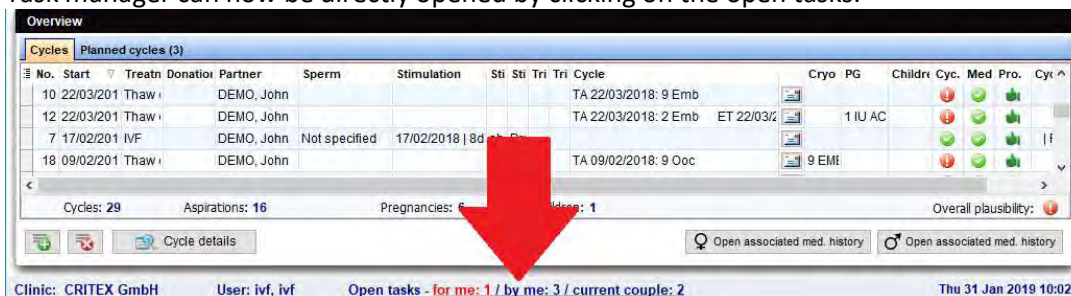 Task manager can now be directly opened by clicking on the open tasks.
Overview
Cycles Planned cycles (3)
No. Start Treatn Donation Partner Sperm Stimulation Sti Sti Tri Tri Cycle Cryo PG Childre Cyc. Med Pro. Cyc
10 22/03/201 Thaw DEMO, John TA 22/03/2018: 9 Emb
12 22/03/201 Thaw DEMO, John TA 22/03/2018: 2 Emb ET 22/03/2 1 IU AC
7 17/02/201 IVF DEMO, John Not specified 17/02/2018 | 8d
18 09/02/201 Thaw DEMO, John TA 09/02/2018: 9 Ooc 9 EME
Cycles: 29 Aspirations: 16 Pregnancies: : 1 Overall plausibility:
Cycle details Open associated med. history Open associated med. history
Clinic: CRITEX GmbH User: ivf, ivf Open tasks - for me: 1 / by me: 3 / current couple: 2 Thu 31 Jan 2019 10:02